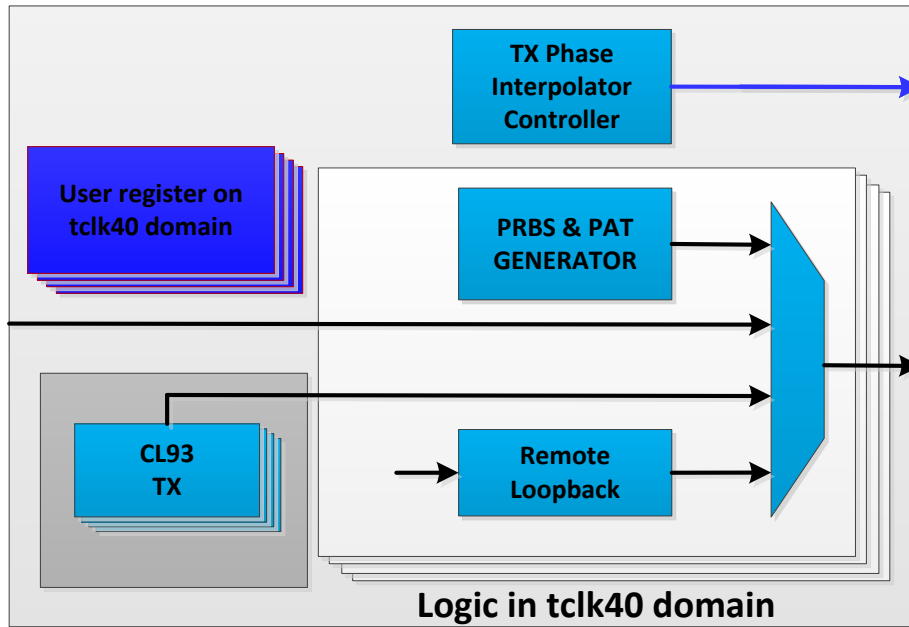 TX Phase
Interpolator
Controller
User register on
tclk40 domain
PRBS & PAT
GENERATOR
CL93
TX
Remote
Loopback
Logic in tclk40 domain